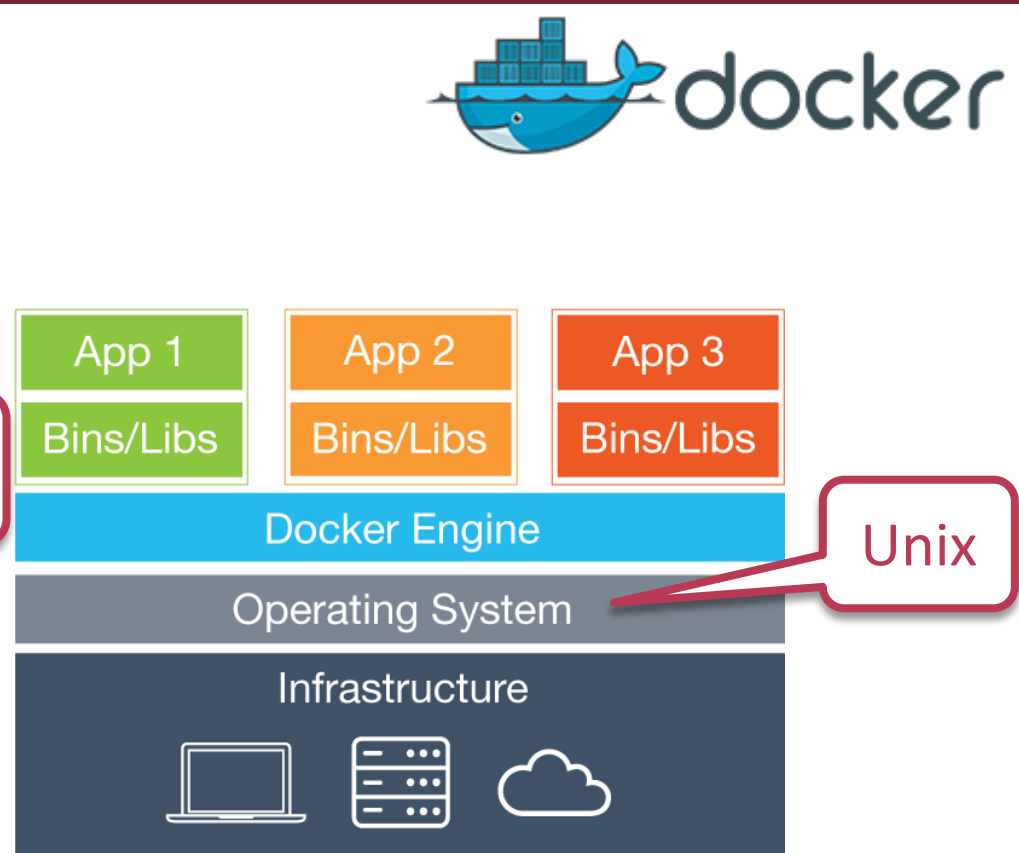 docker
App 1
App 2
App 3
Bins/Libs
Bins/Libs
Bins/Libs
Docker Engine
Unix
Operating System
Infrastructure